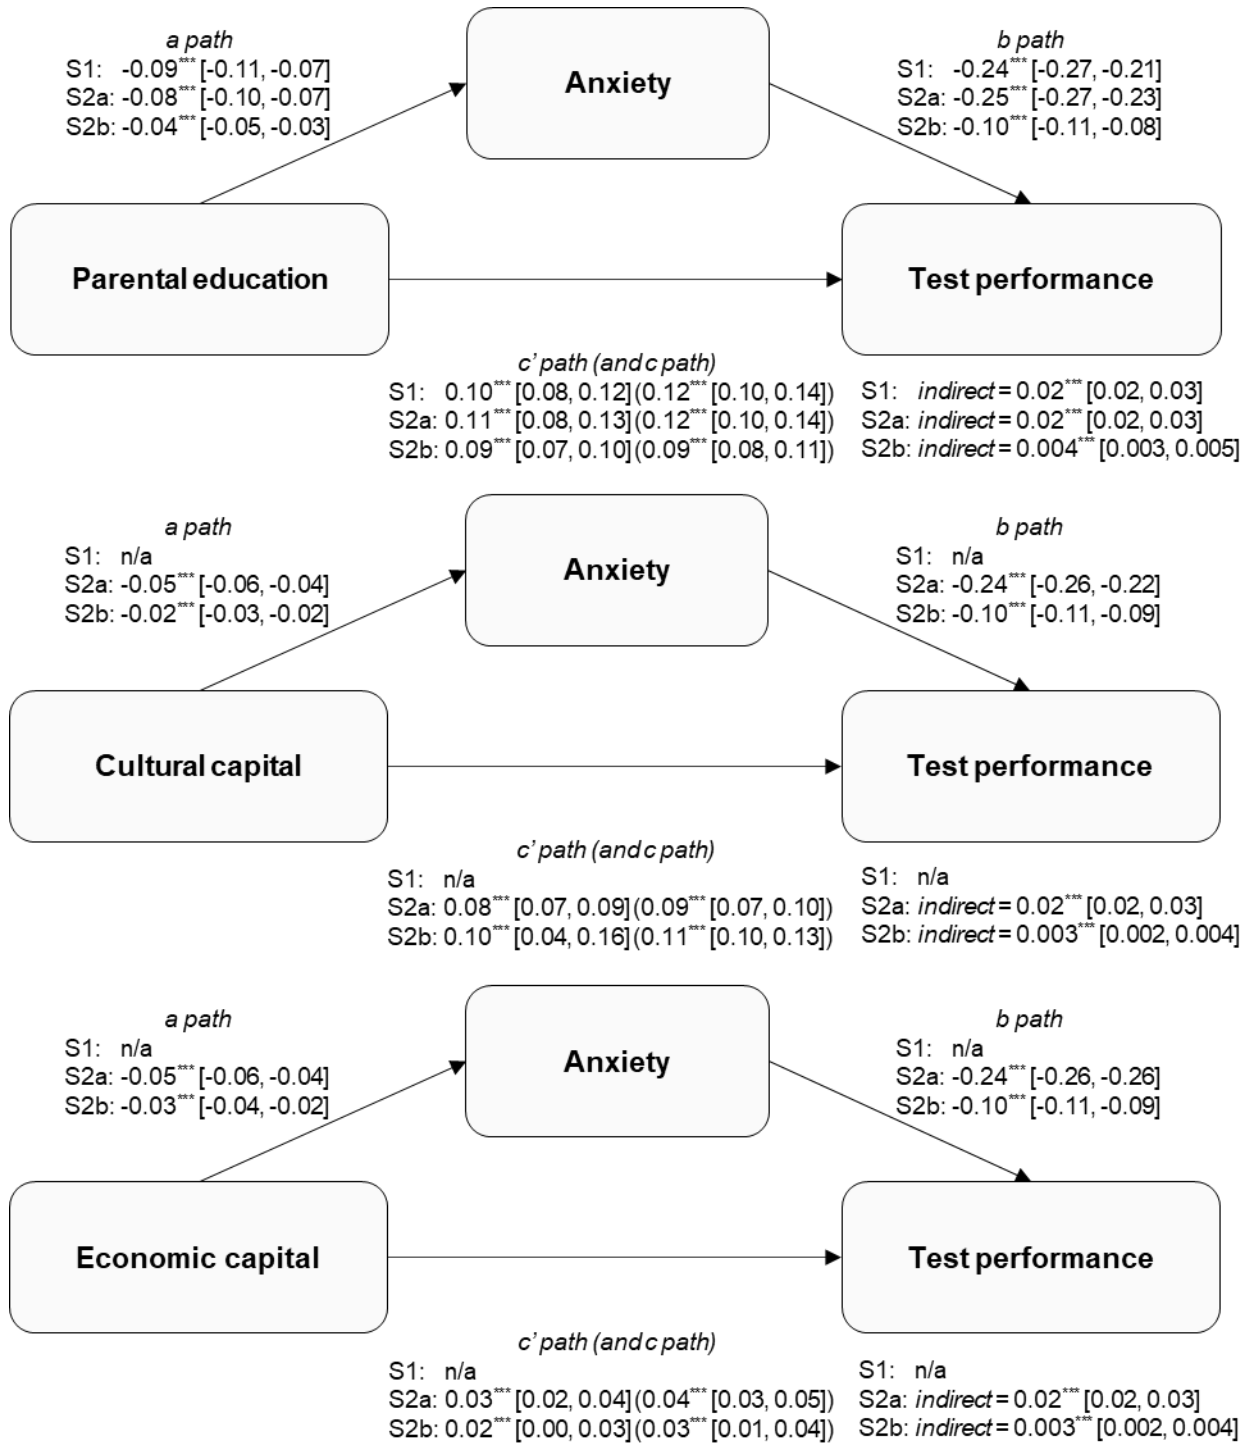 a path
S1: -0.09*** [-0.11, -0.07]
S2a: -0.08*** [-0.10, -0.07]
S2b: -0.04*** [-0.05, -0.03]
Anxiety
b path
S1: -0.24*** [-0.27, -0.21]
S2a: -0.25*** [-0.27, -0.23]
S2b: -0.10*** [-0.11, -0.08]
Parental education
Test performance
c' path (and c path)
S1: 0.10*** [0.08, 0.12] (0.12*** [0.10, 0.14])
S2a: 0.11*** [0.08, 0.13] (0.12*** [0.10, 0.14])
S2b: 0.09*** [0.07, 0.10] (0.09*** [0.08, 0.11])
S1: indirect = 0.02*** [0.02, 0.03]
S2a: indirect = 0.02*** [0.02, 0.03]
S2b: indirect = 0.004*** [0.003, 0.005]
a path
S1: n/a
S2a: -0.05*** [-0.06, -0.04]
S2b: -0.02*** [-0.03, -0.02]
Anxiety
b path
S1: n/a
S2a: -0.24*** [-0.26, -0.22]
S2b: -0.10*** [-0.11, -0.09]
Cultural capital
Test performance
c' path (and c path)
S1: n/a
S2a: 0.08*** [0.07, 0.09] (0.09*** [0.07, 0.10])
S2b: 0.10*** [0.04, 0.16] (0.11*** [0.10, 0.13])
S1: n/a
S2a: indirect = 0.02*** [0.02, 0.03]
S2b: indirect = 0.003*** [0.002, 0.004]
a path
S1: n/a
S2a: -0.05*** [-0.06, -0.04]
S2b: -0.03*** [-0.04, -0.02]
Anxiety
b path
S1: n/a
S2a: -0.24*** [-0.26, -0.26]
S2b: -0.10*** [-0.11, -0.09]
Economic capital
Test performance
c' path (and c path)
S1: n/a
S2a: 0.03*** [0.02, 0.04] (0.04*** [0.03, 0.05])
S2b: 0.02*** [0.00, 0.03] (0.03*** [0.01, 0.04])
S1: n/a
S2a: indirect = 0.02*** [0.02, 0.03]
S2b: indirect = 0.003*** [0.002, 0.004]